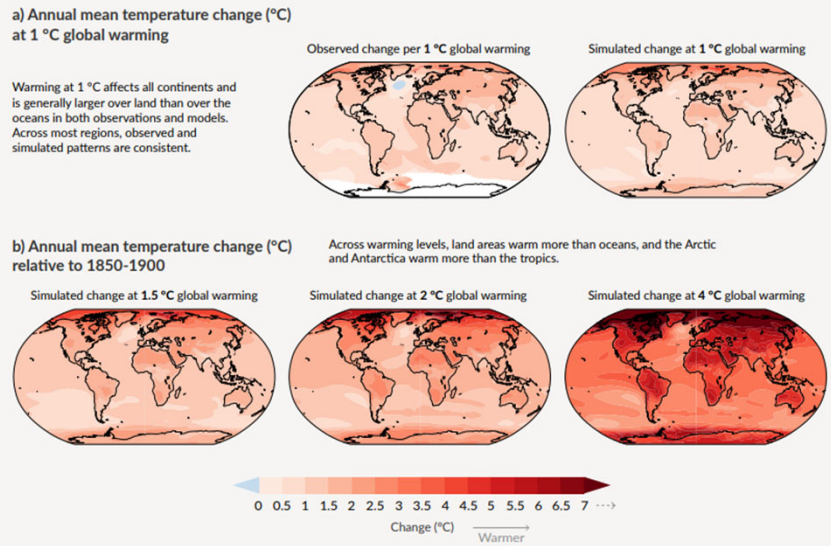 a) Annual mean temperature change (°C)
at 1 °C global warming
Warming at 1 °C affects all continents and
is generally larger over land than over the
oceans in both observations and models.
Across most regions, observed and
simulated patterns are consistent.
Observed change per 1 °C global warming
Simulated change at 1 °C global warming
b) Annual mean temperature change (°C)
relative to 1850-1900
Across warming levels, land areas warm more than oceans, and the Arctic
and Antarctica warm more than the tropics.
Simulated change at 1.5 °C global warming
Simulated change at 2 °C global warming
Simulated change at 4 °C global warming
0 0.5 1 1.5 2 2.5 3 3.5 4 4.5 5 5.5 6 6.5 7
Change (°C)
Warmer